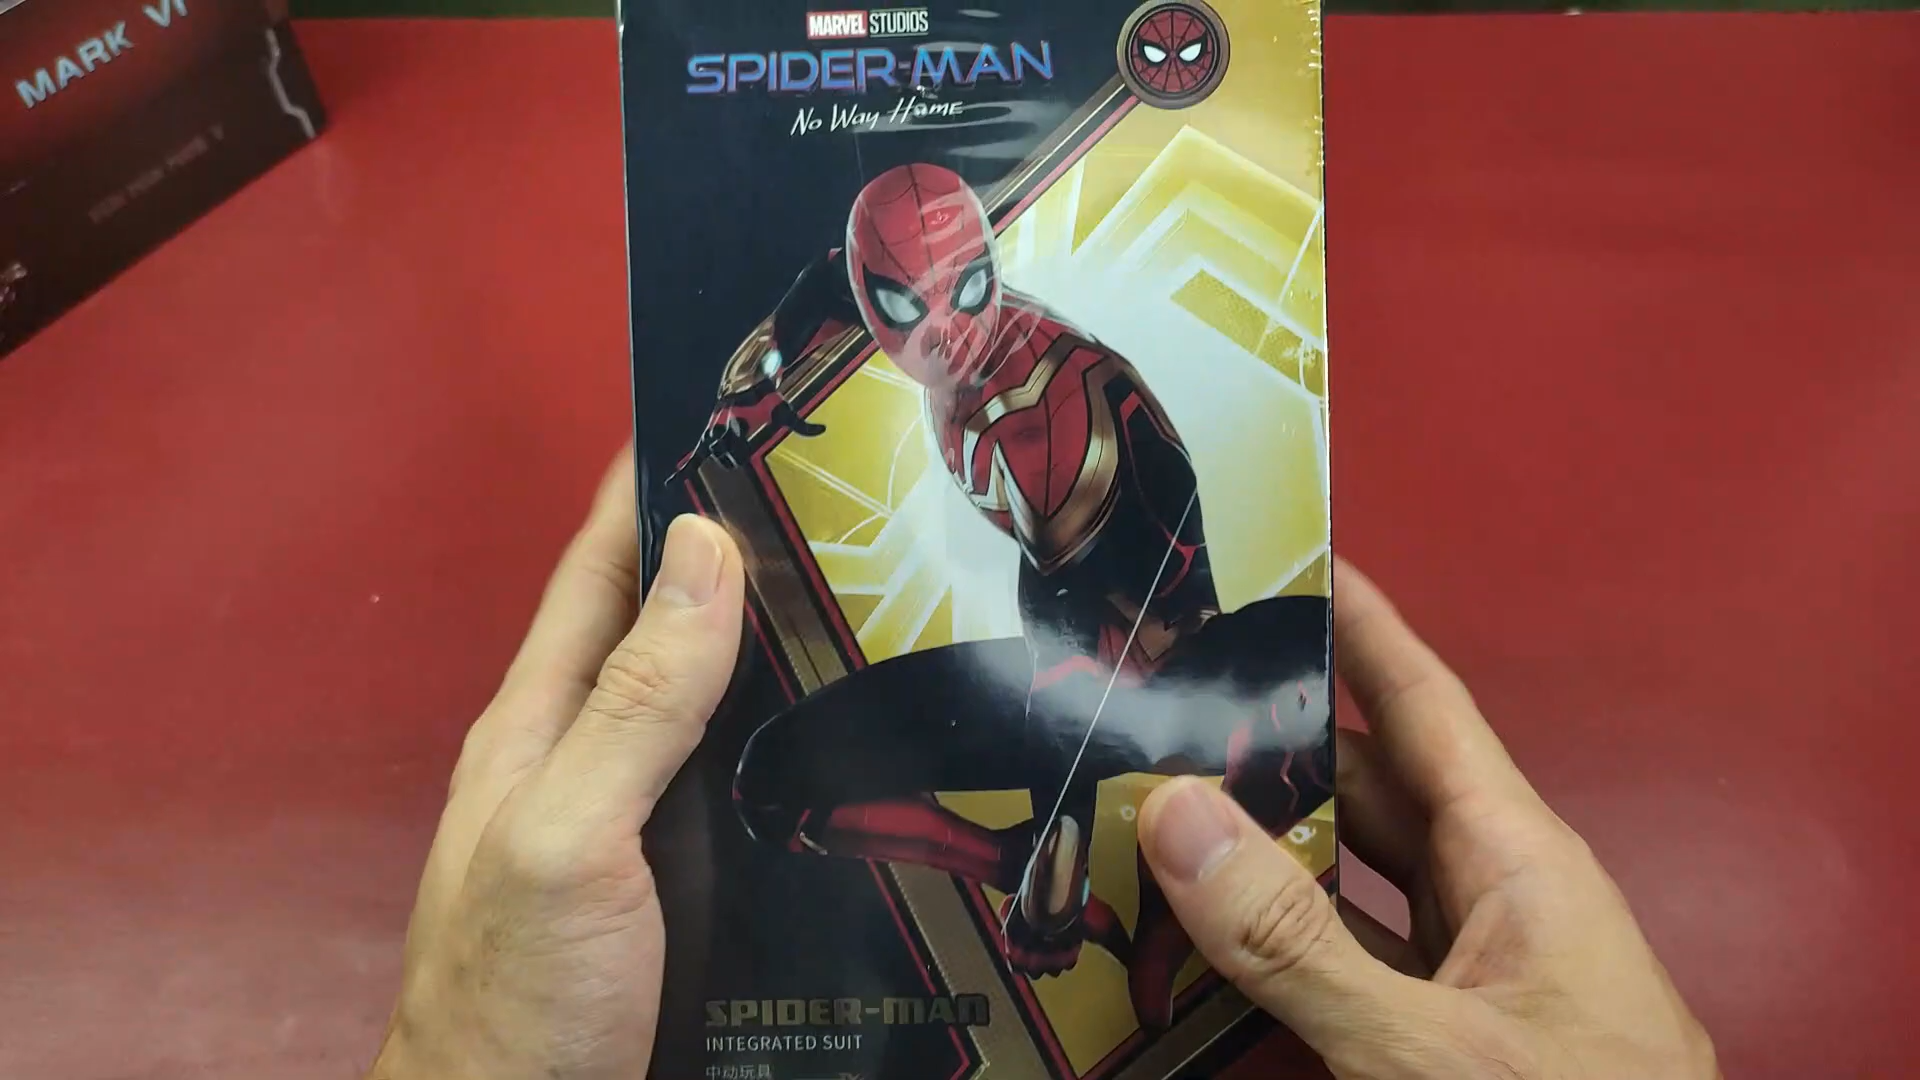 MARK VI
MARVEL STUDIOS
SPIDER-MAN
No Way Home
SPIDER-MAN
INTEGRATED SUIT
中动玩具